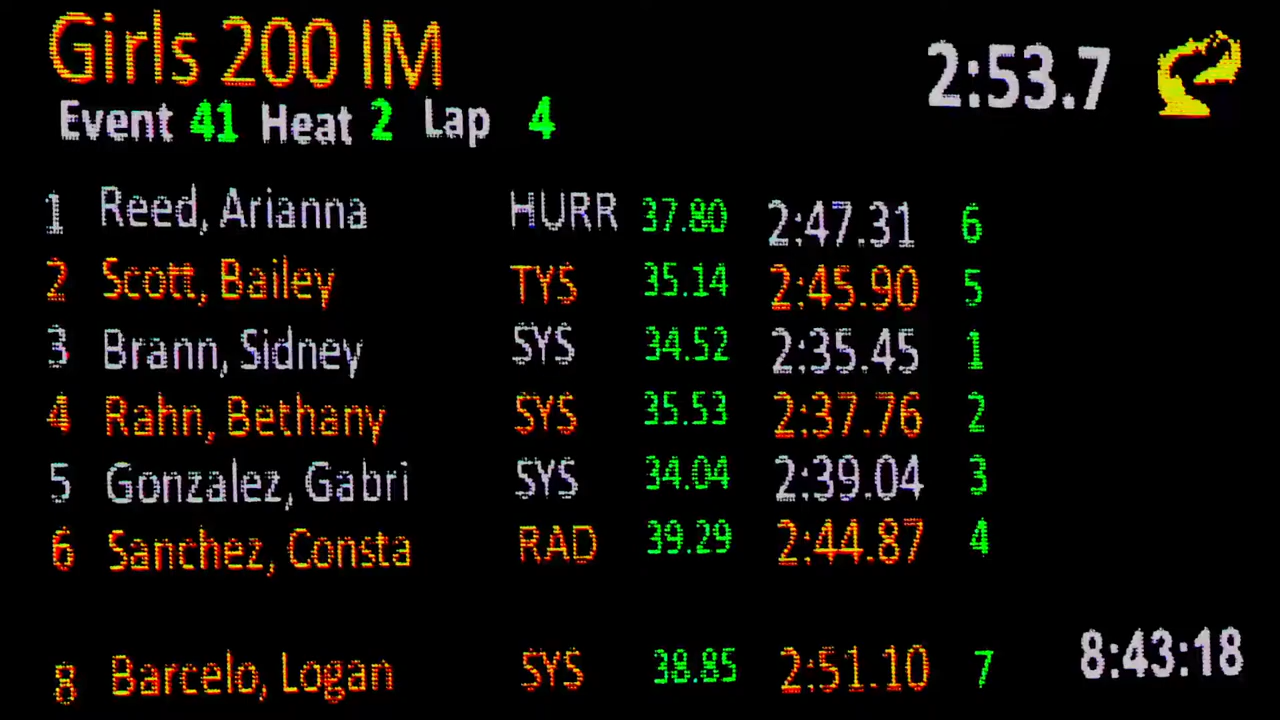 Girls 200 IM
2:53.7
Event 41 Heat 2 Lap 4
1 Reed, Arianna HURR 37.80 2:47.31 6
2 Scott, Bailey TYS 35.14 2:45.90 5
3 Brann, Sidney SYS 34.52 2:35.45 1
4 Rahn, Bethany SYS 35.53 2:37.76 2
5 Gonzalez, Gabri SYS 34.04 2:39.04 3
6 Sanchez, Consta RAD 39.29 2:44.87 4
8 Barcelo, Logan SYS 38.85 2:51.10 7
8:43:18